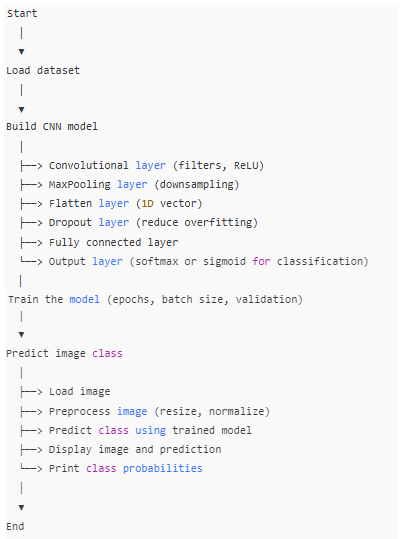 Start
│
▼
Load dataset
│
▼
Build CNN model
│
├──> Convolutional layer (filters, ReLU)
├──> MaxPooling layer (downsampling)
├──> Flatten layer (1D vector)
├──> Dropout layer (reduce overfitting)
├──> Fully connected layer
└──> Output layer (softmax or sigmoid for classification)
│
Train the model (epochs, batch size, validation)
│
▼
Predict image class
│
├──> Load image
├──> Preprocess image (resize, normalize)
├──> Predict class using trained model
├──> Display image and prediction
└──> Print class probabilities
│
▼
End